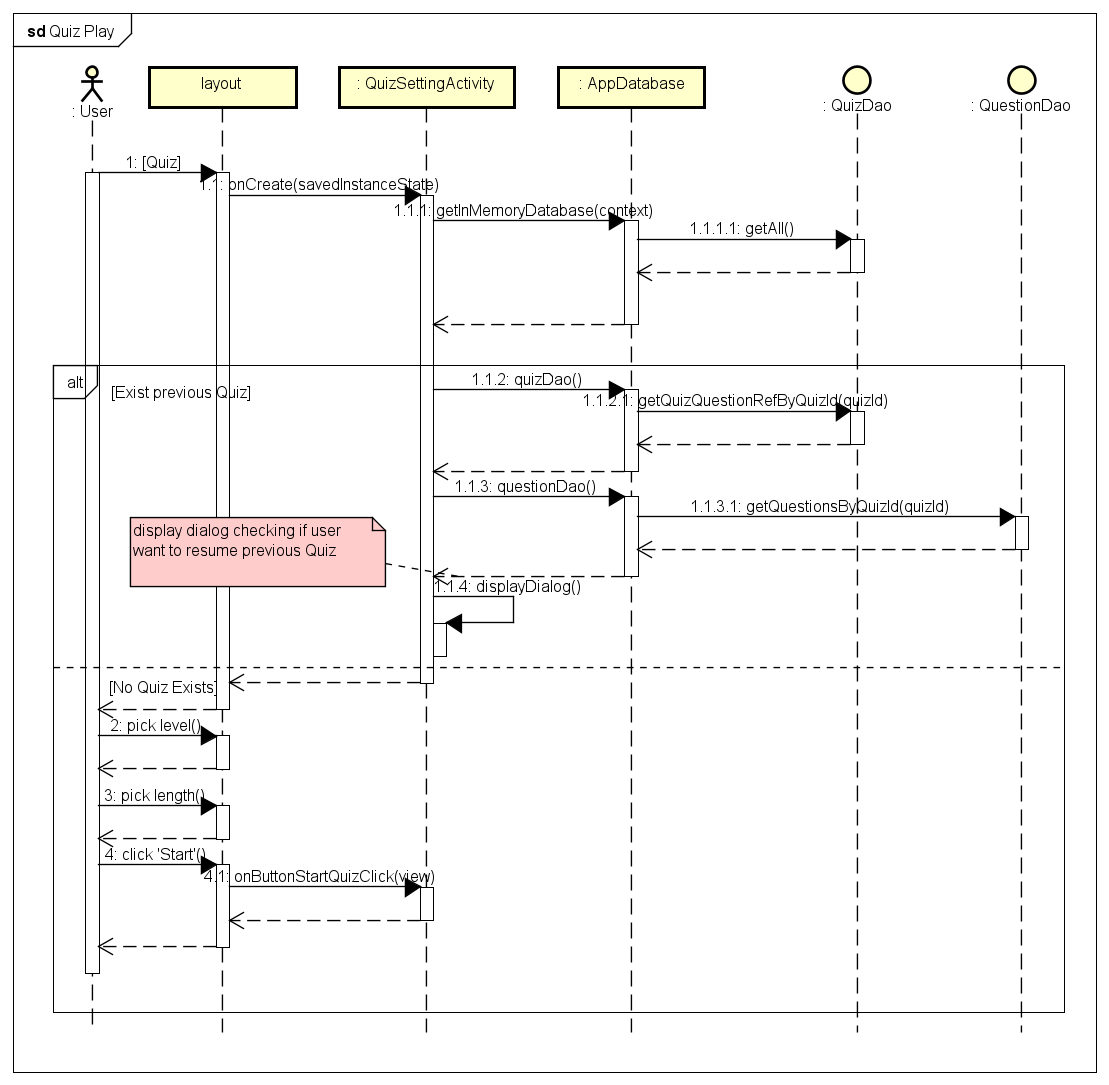 sd Quiz Play
: User
layout
: QuizSettingActivity
: AppDatabase
: QuizDao
: QuestionDao
1: [Quiz]
1.1: onCreate(savedInstanceState)
1.1.1: getInMemoryDatabase(context)
1.1.1.1: getAll()
alt
[Exist previous Quiz]
1.1.2: quizDao()
1.1.2.1: getQuizQuestionRefByQuizId(quizId)
1.1.3: questionDao()
1.1.3.1: getQuestionsByQuizId(quizId)
display dialog checking if user
want to resume previous Quiz
1.1.4: displayDialog()
[No Quiz Exists]
2: pick level()
3: pick length()
4: click 'Start'()
4.1: onButtonStartQuizClick(view)